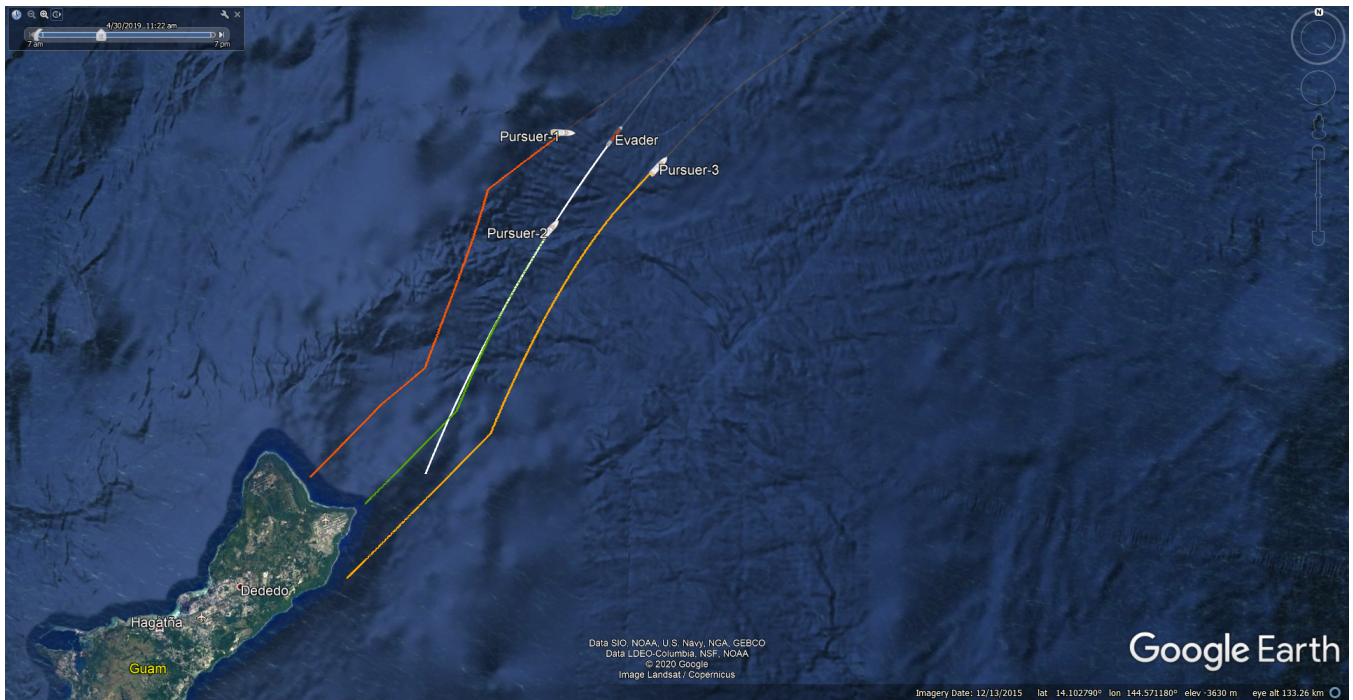 4/30/2019 11:22 am
7 am
7 pm
N
Pursuer-1
Evader
Pursuer-3
Pursuer-2
Dededo
Hagatña
Guam
Data SIO, NOAA, U.S. Navy, NGA, GEBCO
Data LDEO-Columbia, NSF, NOAA
© 2020 Google
Image Landsat / Copernicus
Google Earth
Imagery Date: 12/13/2015 lat 14.102790° lon 144.571180° elev -3630 m eye alt 133.26 km